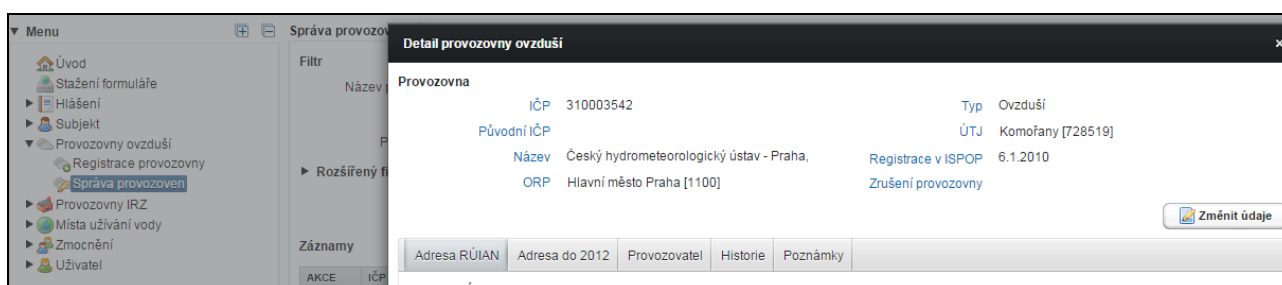 Menu
Úvod
Stažení formuláře
Hlášení
Subjekt
Provozovny ovzduší
Registrace provozovny
Správa provozoven
Provozovny IRZ
Místa užívání vody
Zmocnění
Uživatel
Správa provozov
Filtr
Název p
P
Rozšířený fi
Záznamy
AKCE IČP
Detail provozovny ovzduší x
Provozovna
IČP 310003542 Typ Ovzduší
Původní IČP ÚTJ Komořany [728519]
Název Český hydrometeorologický ústav - Praha, Registrace v ISPOP 6.1.2010
ORP Hlavní město Praha [1100] Zrušení provozovny
Změnit údaje
Adresa RÚIAN Adresa do 2012 Provozovatel Historie Poznámky